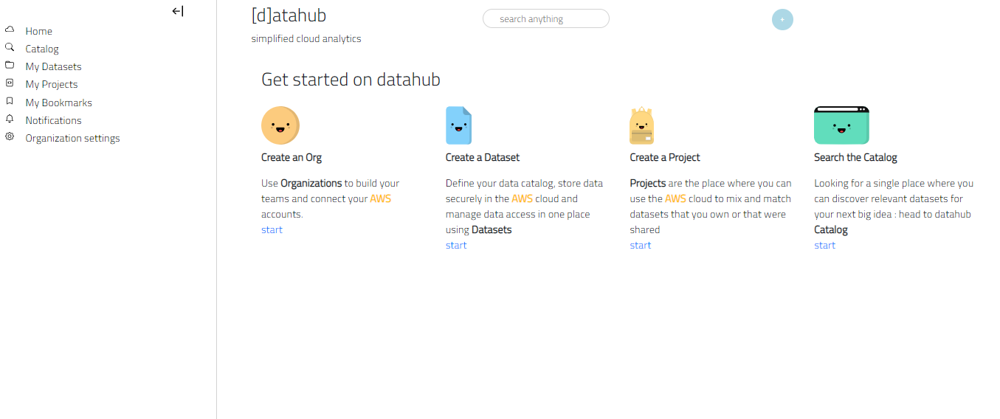 Home
Catalog
My Datasets
My Projects
My Bookmarks
Notifications
Organization settings
[d]atahub
simplified cloud analytics
search anything
+
Get started on datahub
Create an Org
Use Organizations to build your
teams and connect your AWS
accounts.
start
Create a Dataset
Define your data catalog, store data
securely in the AWS cloud and
manage data access in one place
using Datasets
start
Create a Project
Projects are the place where you can
use the AWS cloud to mix and match
datasets that you own or that were
shared
start
Search the Catalog
Looking for a single place where you
can discover relevant datasets for
your next big idea : head to datahub
Catalog
start